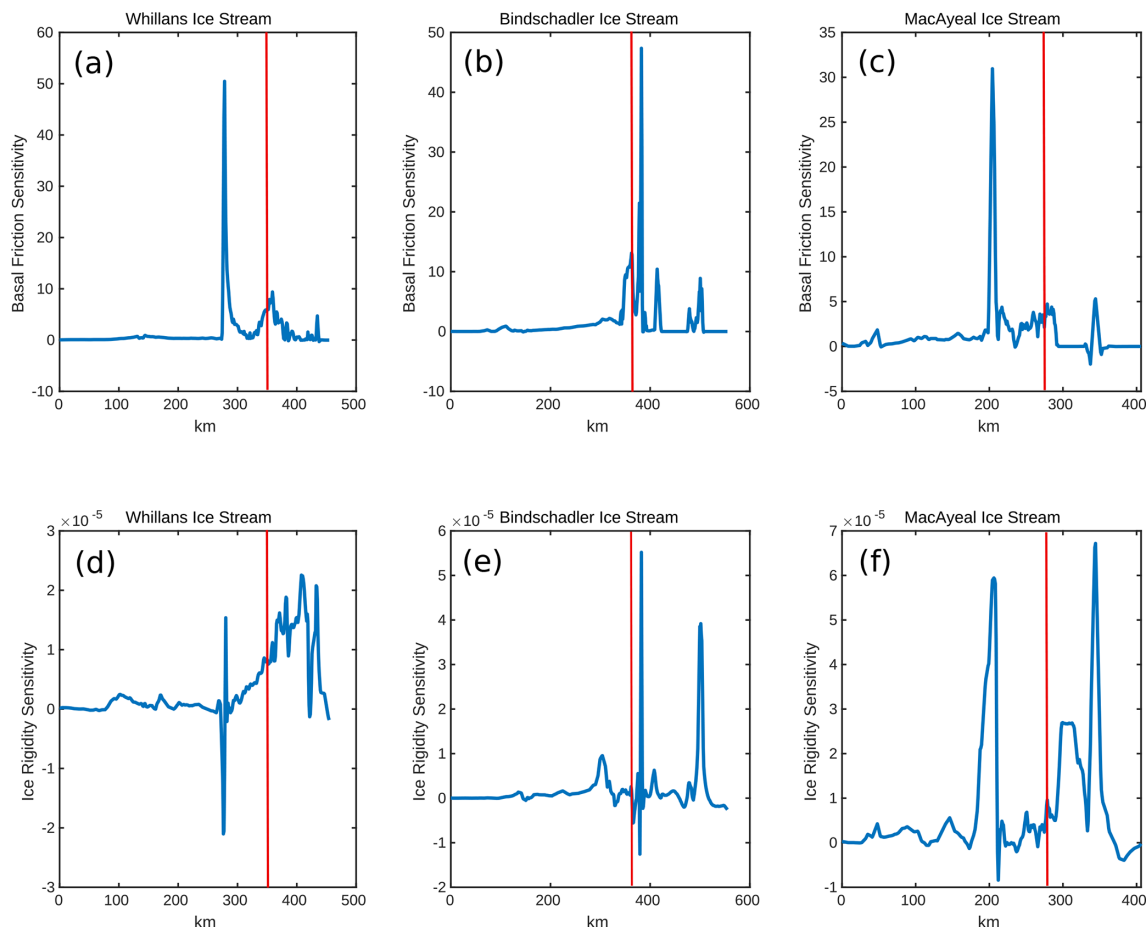 Whillans Ice Stream
(a)
Basal Friction Sensitivity
60
50
40
30
20
10
0
-10
0 100 200 300 400 500
km
Bindschadler Ice Stream
(b)
Basal Friction Sensitivity
50
40
30
20
10
0
-10
0 200 400 600
km
MacAyeal Ice Stream
(c)
Basal Friction Sensitivity
35
30
25
20
15
10
5
0
-5
0 100 200 300 400
km
Whillans Ice Stream
×10 -5
(d)
Ice Rigidity Sensitivity
3
2
1
0
-1
-2
-3
0 100 200 300 400 500
km
Bindschadler Ice Stream
×10 -5
(e)
Ice Rigidity Sensitivity
6
5
4
3
2
1
0
-1
-2
0 200 400 600
km
MacAyeal Ice Stream
×10 -5
(f)
Ice Rigidity Sensitivity
7
6
5
4
3
2
1
0
-1
0 100 200 300 400
km